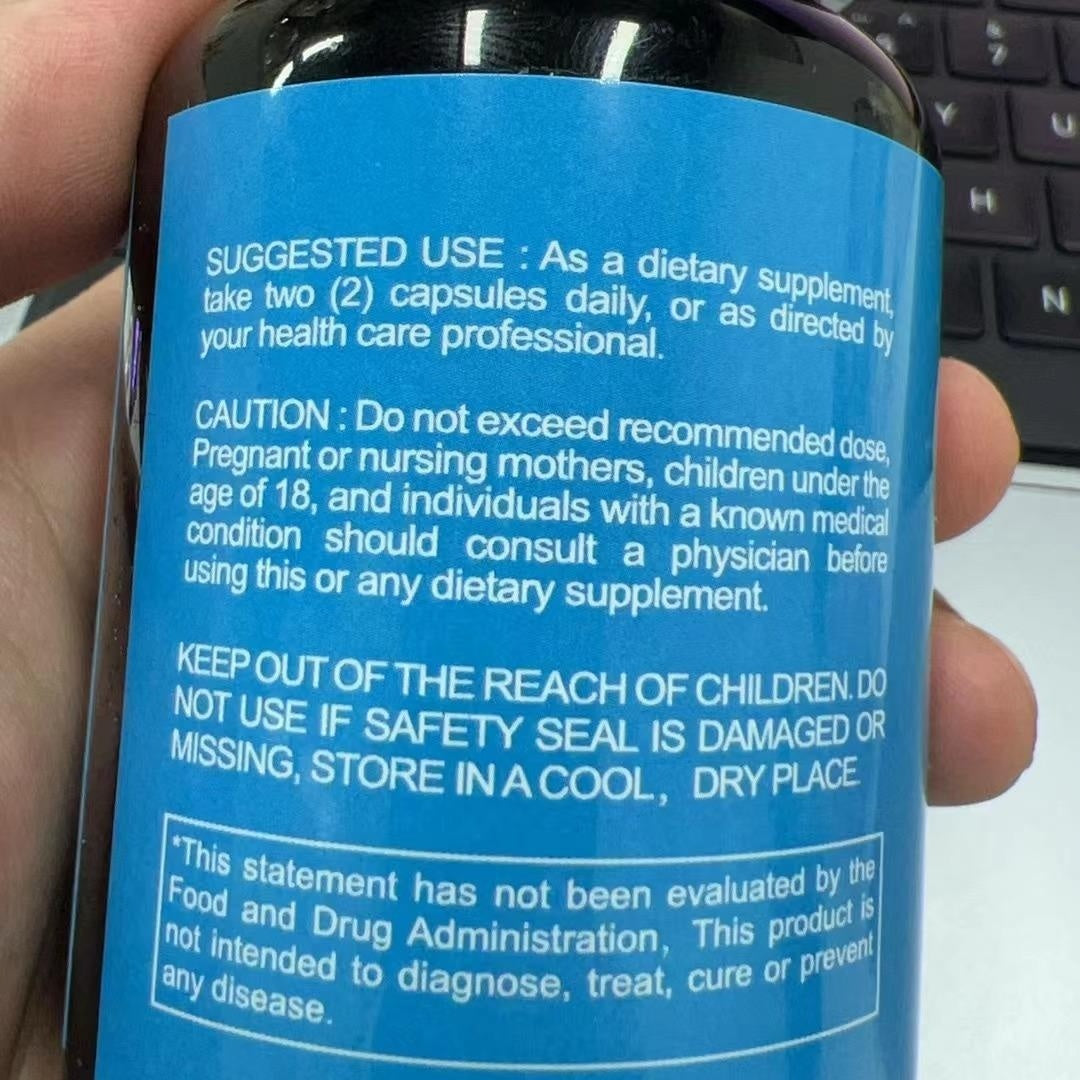 SUGGESTED USE : As a dietary supplement,
take two (2) capsules daily, or as directed by
your health care professional.
CAUTION : Do not exceed recommended dose,
Pregnant or nursing mothers, children under the
age of 18, and individuals with a known medical
condition should consult a physician before
using this or any dietary supplement.
KEEP OUT OF THE REACH OF CHILDREN. DO
NOT USE IF SAFETY SEAL IS DAMAGED OR
MISSING, STORE IN A COOL, DRY PLACE
*This statement has not been evaluated by the
Food and Drug Administration, This product is
not intended to diagnose, treat, cure or prevent
any disease.
7
Y U
H
N